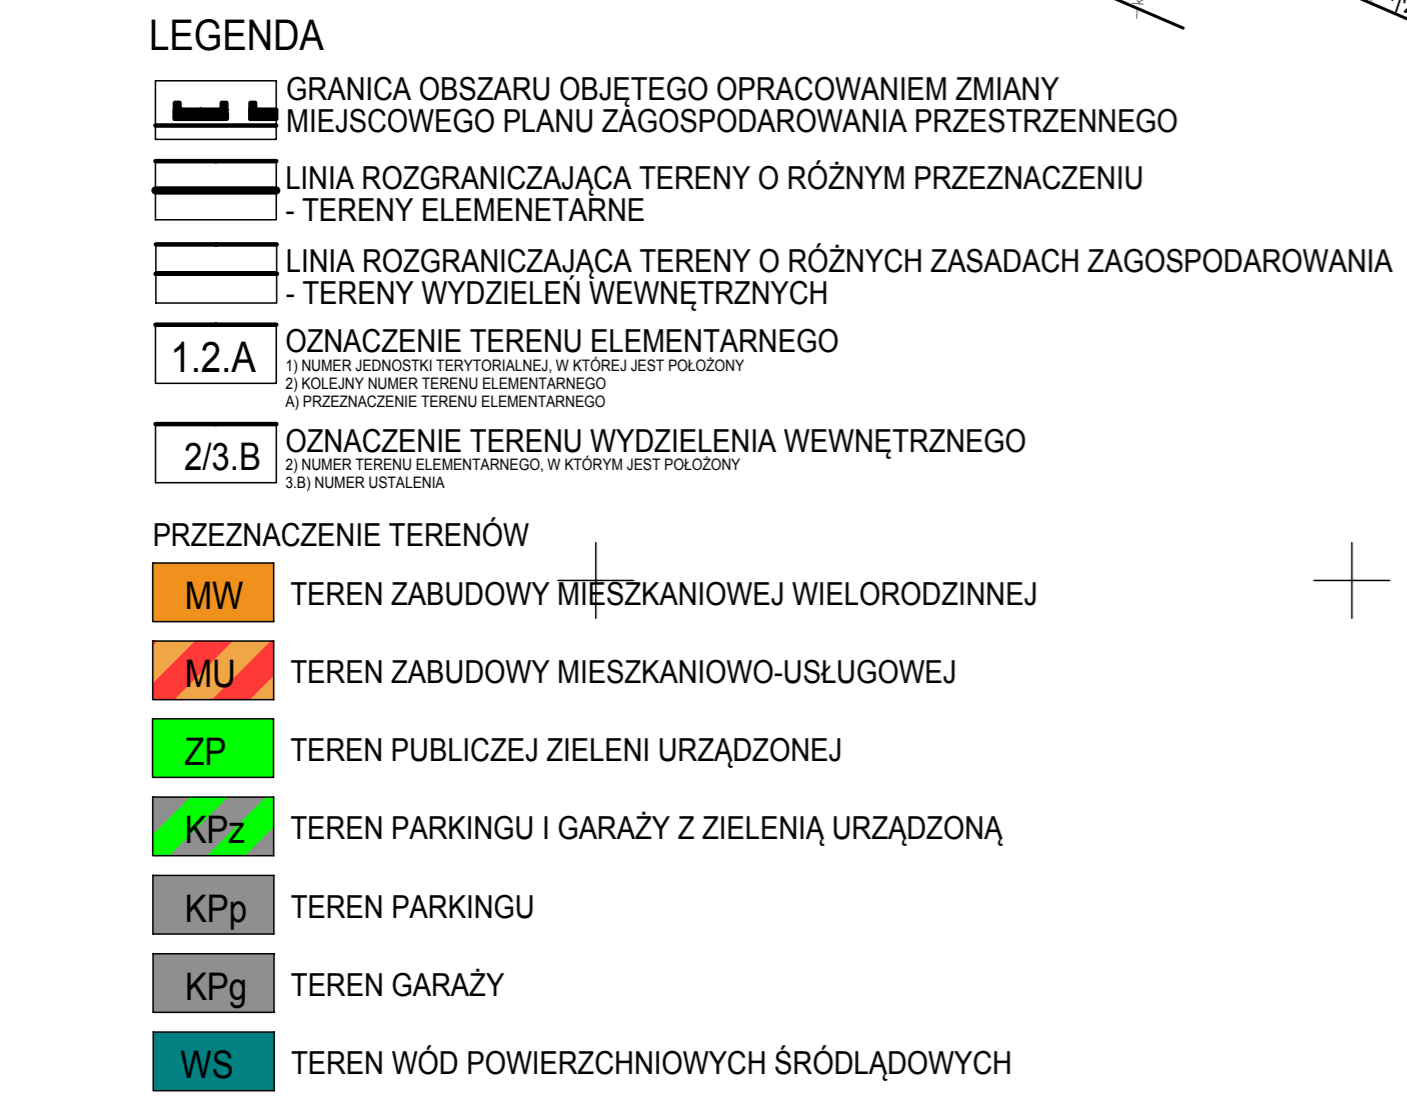 LEGENDA
GRANICA OBSZARU OBJĘTEGO OPRACOWANIEM ZMIANY
MIEJSCOWEGO PLANU ZAGOSPODAROWANIA PRZESTRZENNEGO
LINIA ROZGRANICZAJĄCA TERENY O RÓŻNYM PRZEZNACZENIU
- TERENY ELEMENETARNE
LINIA ROZGRANICZAJĄCA TERENY O RÓŻNYCH ZASADACH ZAGOSPODAROWANIA
- TERENY WYDZIELEŃ WEWNĘTRZNYCH
1.2.A OZNACZENIE TERENU ELEMENTARNEGO
1) NUMER JEDNOSTKI TERYTORIALNEJ, W KTÓREJ JEST POŁOŻONY
2) KOLEJNY NUMER TERENU ELEMENTARNEGO
A) PRZEZNACZENIE TERENU ELEMENTARNEGO
2/3.B OZNACZENIE TERENU WYDZIELENIA WEWNĘTRZNEGO
2) NUMER TERENU ELEMENTARNEGO, W KTÓRYM JEST POŁOŻONY
3.B) NUMER USTALENIA
PRZEZNACZENIE TERENÓW
MW TEREN ZABUDOWY MIESZKANIOWEJ WIELORODZINNEJ
MU TEREN ZABUDOWY MIESZKANIOWO-USŁUGOWEJ
ZP TEREN PUBLICZEJ ZIELENI URZĄDZONEJ
KPz TEREN PARKINGU I GARAŻY Z ZIELENIĄ URZĄDZONĄ
KPp TEREN PARKINGU
KPg TEREN GARAŻY
WS TEREN WÓD POWIERZCHNIOWYCH ŚRÓDLĄDOWYCH